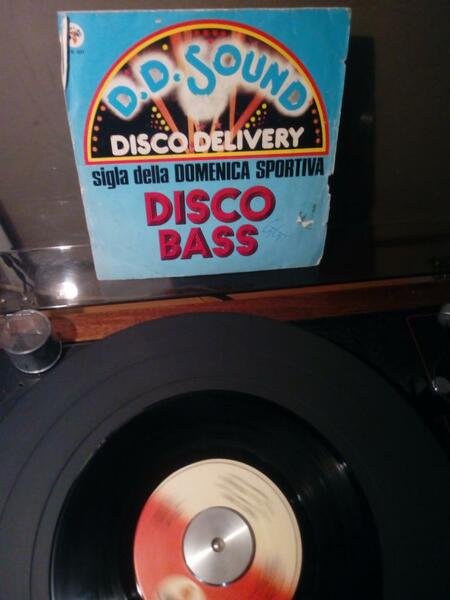 D.D. SOUND
DISCO DELIVERY
sigla della DOMENICA SPORTIVA
DISCO
BASS